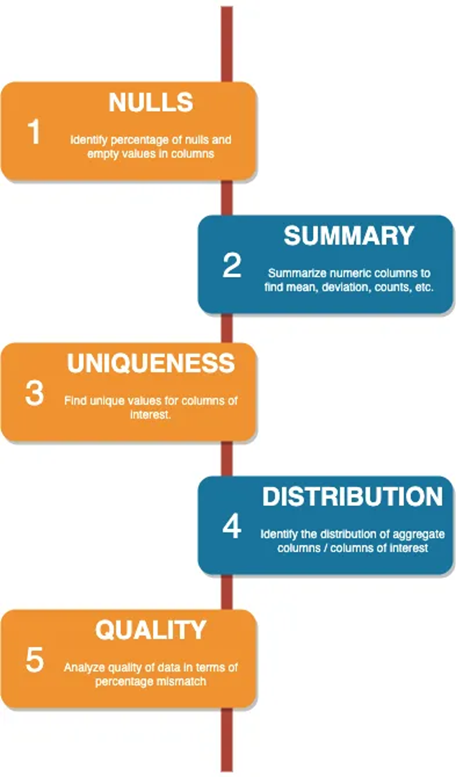 NULLS
1
Identify percentage of nulls and
empty values in columns
SUMMARY
2
Summarize numeric columns to
find mean, deviation, counts, etc.
UNIQUENESS
3
Find unique values for columns of
interest.
DISTRIBUTION
4
Identify the distribution of aggregate
columns / columns of interest
QUALITY
5
Analyze quality of data in terms of
percentage mismatch